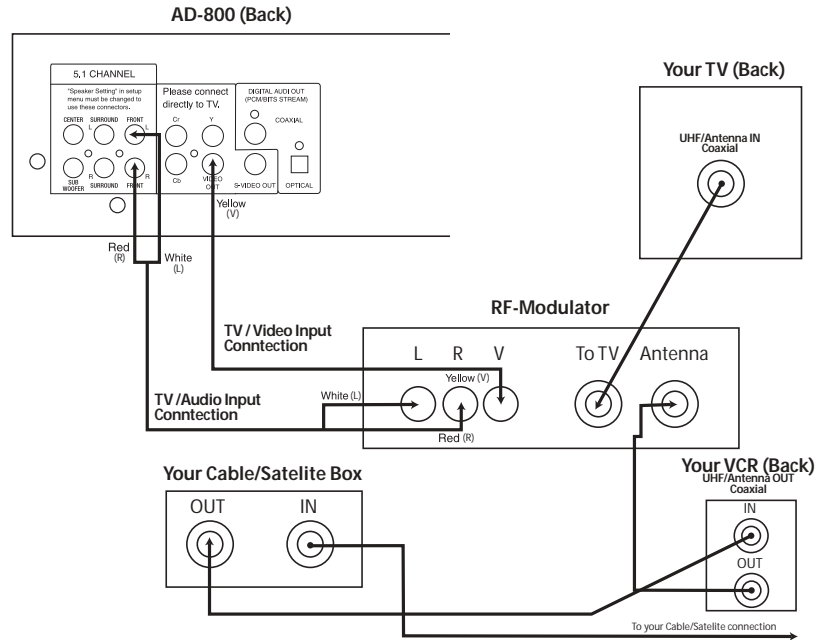 AD-800 (Back)
5.1 CHANNEL
"Speaker Setting" in setup
menu must be changed to
use these connectors.
CENTER SURROUND FRONT
L L
R R
SUB
WOOFER SURROUND FRONT
Please connect
directly to TV.
Cr Y
Cb VIDEO
OUT
DIGITAL AUDI OUT
(PCM/BITS STREAM)
COAXIAL
S-VIDEO OUT OPTICAL
Yellow
(V)
Red
(R)
White
(L)
Your TV (Back)
UHF/Antenna IN
Coaxial
RF-Modulator
TV / Video Input
Conntection
L R V To TV Antenna
Yellow (V)
TV /Audio Input
Conntection
White (L)
Red (R)
Your Cable/Satelite Box
OUT IN
Your VCR (Back)
UHF/Antenna OUT
Coaxial
IN
OUT
To your Cable/Satelite connection